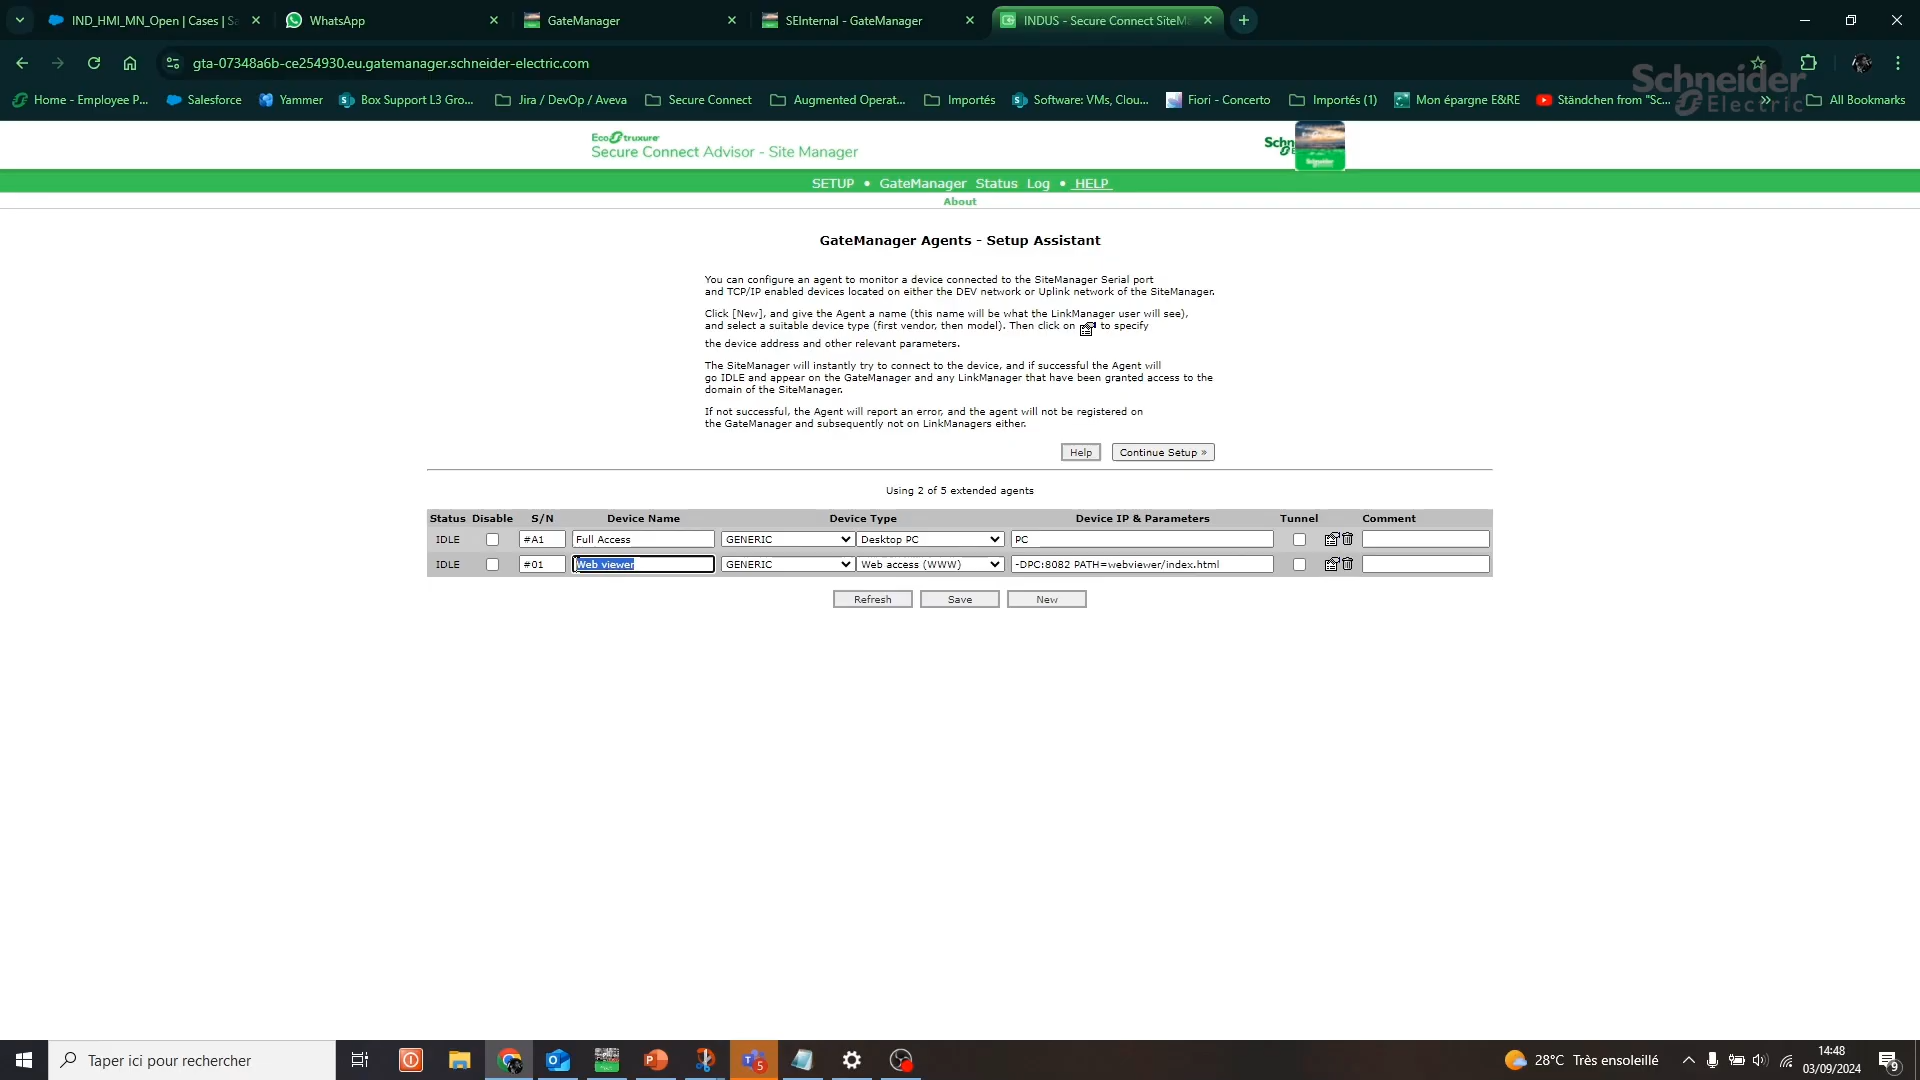 IND_HMI_MN_Open | Cases | Sa
WhatsApp
GateManager
SEInternal - GateManager
INDUS - Secure Connect SiteM
gta-07348a6b-ce254930.eu.gatemanager.schneider-electric.com
Schneider
Electric
Home - Employee P...
Salesforce
Yammer
Box Support L3 Gro...
Jira / DevOp / Aveva
Secure Connect
Augmented Operat...
Importés
Software: VMs, Clou...
Fiori - Concerto
Importés (1)
Mon épargne E&RE
Ständchen from "Sc...
»
All Bookmarks
EcoStruxure
Secure Connect Advisor - Site Manager
Schn
SETUP • GateManager Status Log • HELP
About
GateManager Agents - Setup Assistant
You can configure an agent to monitor a device connected to the SiteManager Serial port
and TCP/IP enabled devices located on either the DEV network or Uplink network of the SiteManager.
Click [New], and give the Agent a name (this name will be what the LinkManager user will see),
and select a suitable device type (first vendor, then model). Then click on to specify
the device address and other relevant parameters.
The SiteManager will instantly try to connect to the device, and if successful the Agent will
go IDLE and appear on the GateManager and any LinkManager that have been granted access to the
domain of the SiteManager.
If not successful, the Agent will report an error, and the agent will not be registered on
the GateManager and subsequently not on LinkManagers either.
Help Continue Setup »
Using 2 of 5 extended agents
Status Disable S/N Device Name Device Type Device IP & Parameters Tunnel Comment
IDLE #A1 Full Access GENERIC Desktop PC PC
IDLE #01 Web viewer GENERIC Web access (WWW) -DPC:8082 PATH=webviewer/index.html
Refresh Save New
Taper ici pour rechercher
5
28°C Très ensoleillé
14:48
03/09/2024
9